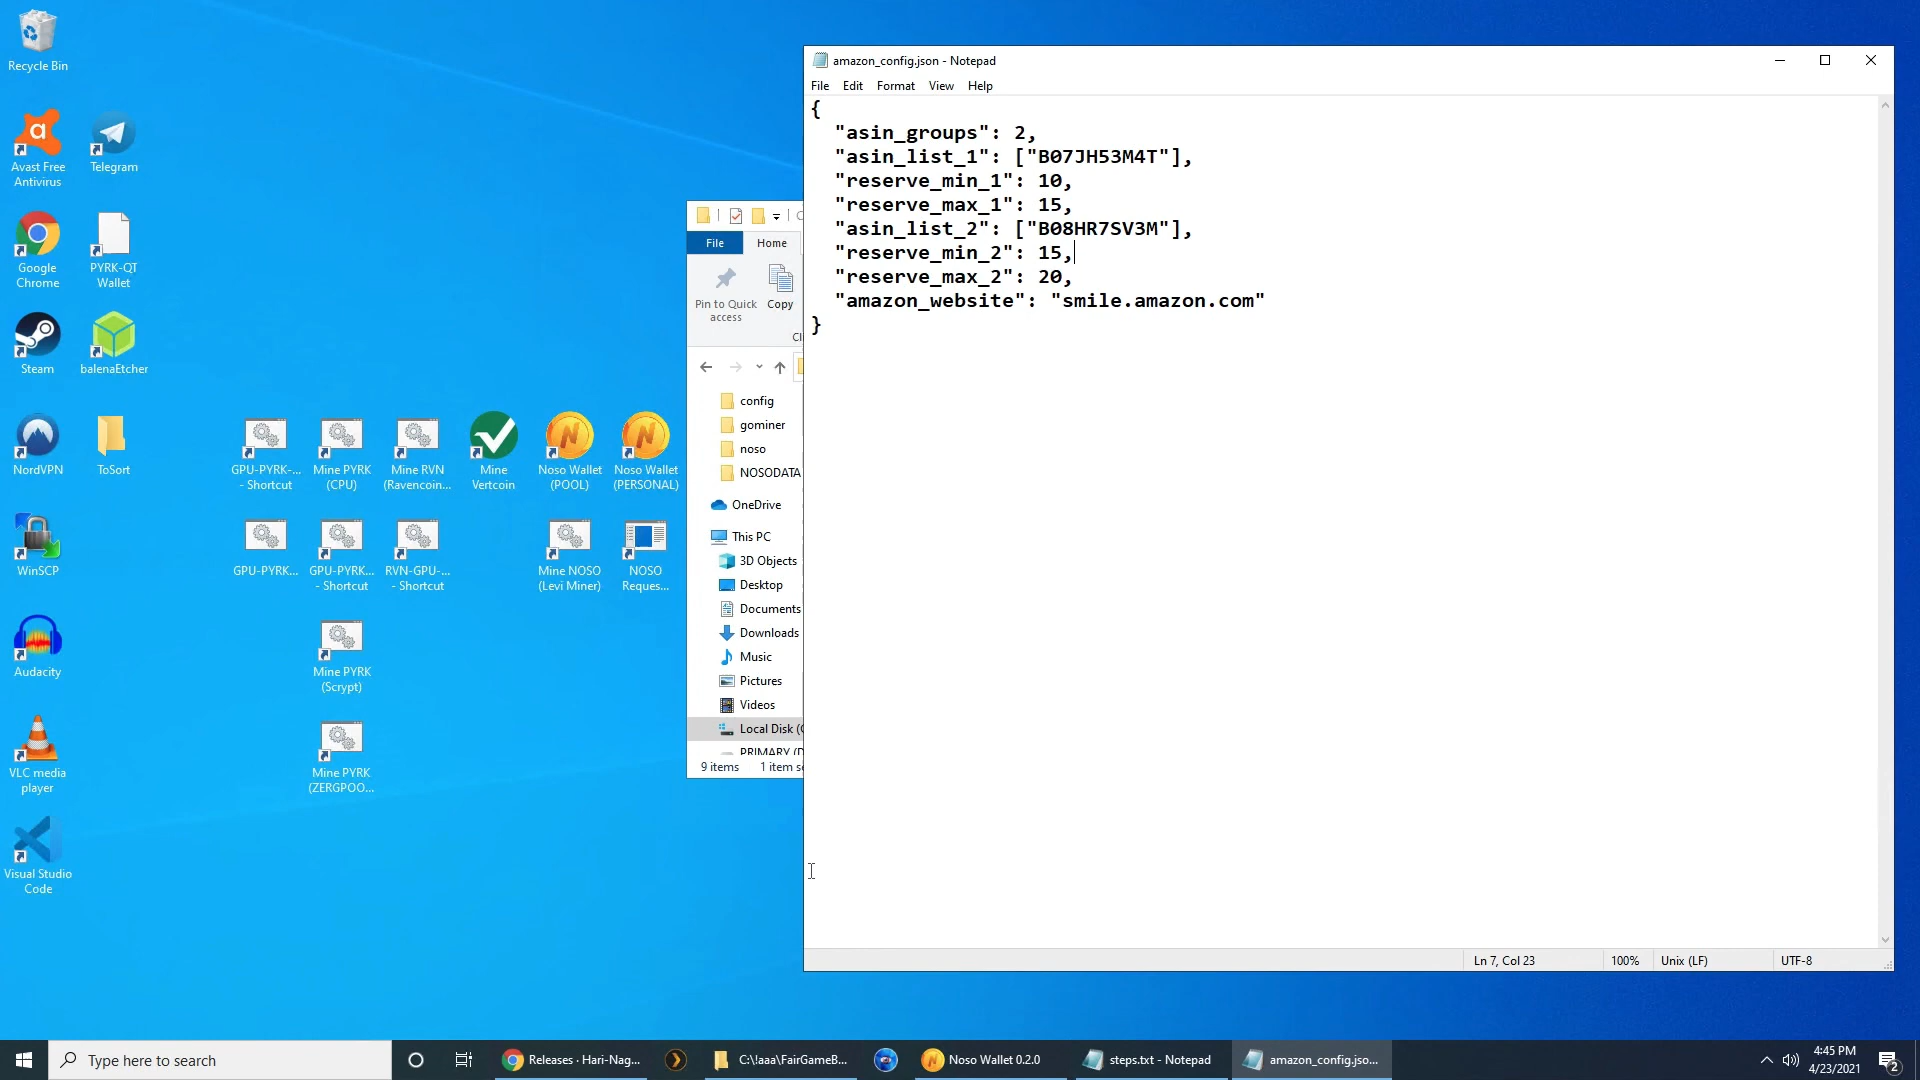 Recycle Bin
Avast Free
Antivirus
Telegram
Google
Chrome
PYRK-QT
Wallet
Steam
balenaEtcher
NordVPN
ToSort
WinSCP
Audacity
VLC media
player
Visual Studio
Code
GPU-PYRK-...
- Shortcut
Mine PYRK
(CPU)
Mine RVN
(Ravencoin...
Mine
Vertcoin
Noso Wallet
(POOL)
Noso Wallet
(PERSONAL)
GPU-PYRK...
GPU-PYRK...
- Shortcut
RVN-GPU-...
- Shortcut
Mine NOSO
(Levi Miner)
NOSO
Reques...
Mine PYRK
(Scrypt)
Mine PYRK
(ZERGPOO...
File
Home
Pin to Quick
access
Copy
config
gominer
noso
NOSODATA
OneDrive
This PC
3D Objects
Desktop
Documents
Downloads
Music
Pictures
Videos
Local Disk (
PRIMARY (D
9 items
1 item se
amazon_config.json - Notepad
File Edit Format View Help
{
"asin_groups": 2,
"asin_list_1": ["B07JH53M4T"],
"reserve_min_1": 10,
"reserve_max_1": 15,
"asin_list_2": ["B08HR7SV3M"],
"reserve_min_2": 15,
"reserve_max_2": 20,
"amazon_website": "smile.amazon.com"
}
Ln 7, Col 23
100%
Unix (LF)
UTF-8
Type here to search
Releases · Hari-Nag...
C:\!aaa\FairGameB...
Noso Wallet 0.2.0
steps.txt - Notepad
amazon_config.jso...
4:45 PM
4/23/2021
2